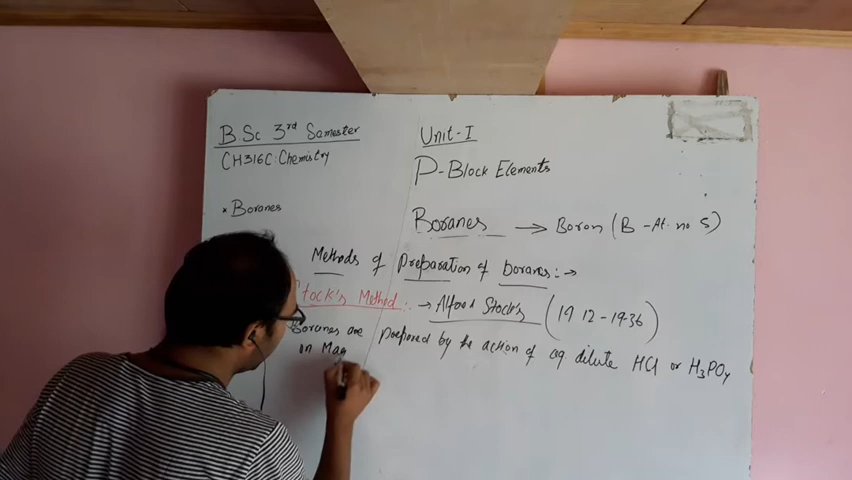 B.Sc 3rd Samester
CH316C: Chemistry
* Boranes
Unit-I
P-Block Elements
Boranes → Boron (B - At. no 5)
Methods of Preparation of boranes:→
Stock's Method :- → Alfred Stock's (1912-1936)
Boranes are prepared by the action of aq dilute HCl or H3PO4
on Mag